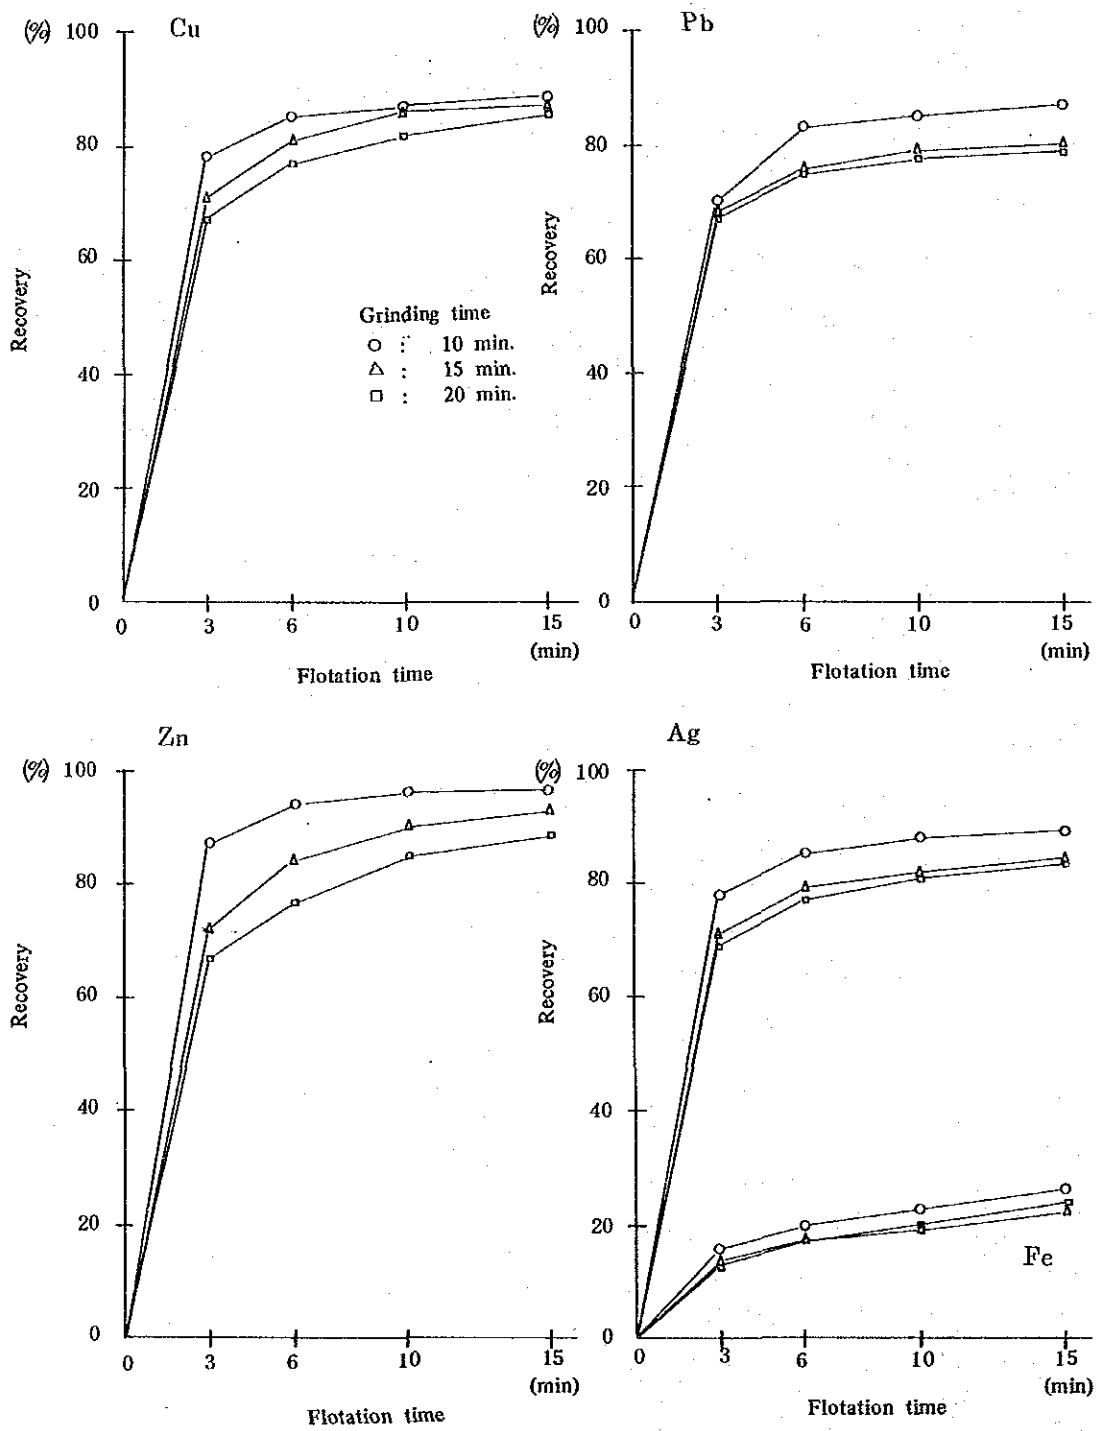 (%) 100 Cu
80
60
40
20
0
Recovery
Grinding time
○ : 10 min.
△ : 15 min.
□ : 20 min.
0 3 6 10 15
(min)
Flotation time
(%) 100 Pb
80
60
40
20
0
Recovery
0 3 6 10 15
(min)
Flotation time
Zn
(%) 100
80
60
40
20
0
Recovery
0 3 6 10 15
(min)
Flotation time
Ag
(%) 100
80
60
40
20
0
Recovery
Fe
0 3 6 10 15
(min)
Flotation time